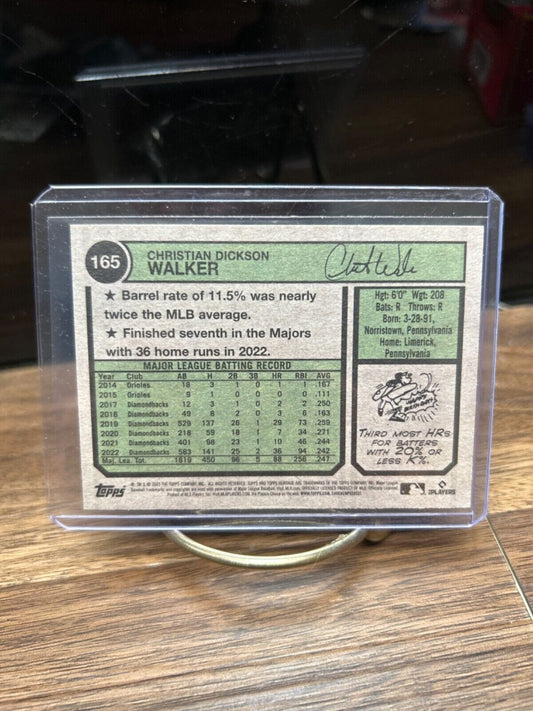 165
CHRISTIAN DICKSON
WALKER
★ Barrel rate of 11.5% was nearly
twice the MLB average.
★ Finished seventh in the Majors
with 36 home runs in 2022.
Hgt: 6'0" Wgt: 208
Bats: R Throws: R
Born: 3-28-91,
Norristown, Pennsylvania
Home: Limerick,
Pennsylvania
MAJOR LEAGUE BATTING RECORD
Year Club AB H 2B 3B HR RBI AVG
2014 Orioles 18 3 1 0 1 1 .167
2015 Orioles 9 1 0 0 0 0 .111
2017 Diamondbacks 12 3 1 0 2 2 .250
2018 Diamondbacks 49 8 2 0 3 6 .163
2019 Diamondbacks 529 137 26 1 29 73 .259
2020 Diamondbacks 218 59 18 1 7 34 .271
2021 Diamondbacks 401 98 23 1 10 46 .244
2022 Diamondbacks 583 141 25 2 36 94 .242
Maj. Lea. Tot. 1819 450 96 5 88 256 .247
THIRD MOST HRs
FOR BATTERS
WITH 20% OR
LESS K%.
Topps
PLAYERS